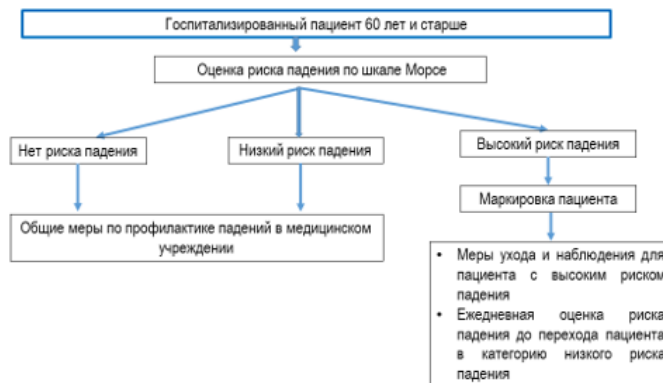 Госпитализированный пациент 60 лет и старше
Оценка риска падения по шкале Морсе
Нет риска падения
Низкий риск падения
Высокий риск падения
Маркировка пациента
Общие меры по профилактике падений в медицинском
учреждении
• Меры ухода и наблюдения для
пациента с высоким риском
падения
• Ежедневная оценка риска
падения до перехода пациента
в категорию низкого риска
падения